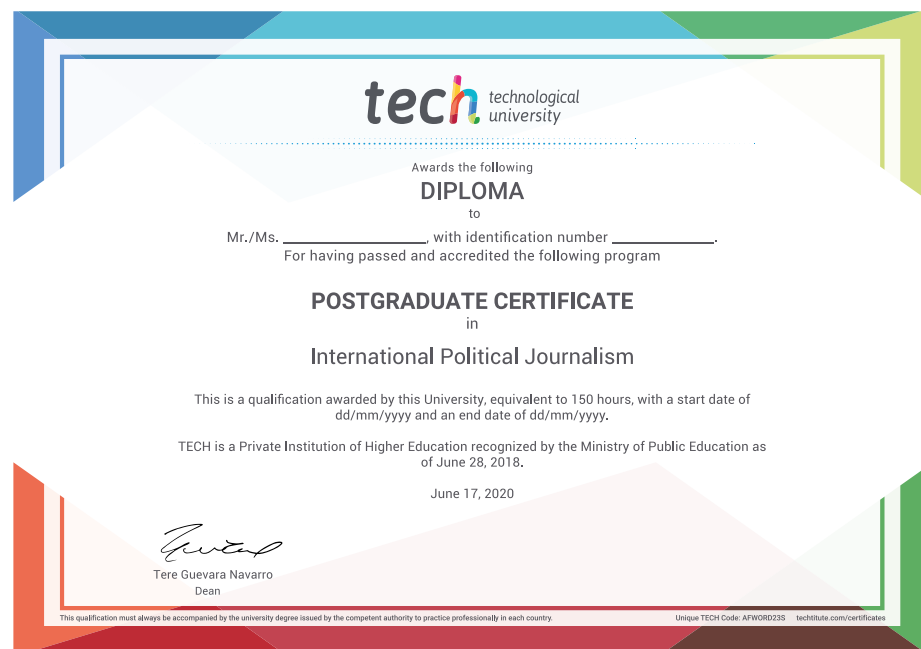 tech technological
university
Awards the following
DIPLOMA
to
Mr./Ms. ____________________, with identification number ______________.
For having passed and accredited the following program
POSTGRADUATE CERTIFICATE
in
International Political Journalism
This is a qualification awarded by this University, equivalent to 150 hours, with a start date of
dd/mm/yyyy and an end date of dd/mm/yyyy.
TECH is a Private Institution of Higher Education recognized by the Ministry of Public Education as
of June 28, 2018.
June 17, 2020
Tere Guevara Navarro
Dean
This qualification must always be accompanied by the university degree issued by the competent authority to practice professionally in each country. Unique TECH Code: AFWORD23S techtitute.com/certificates